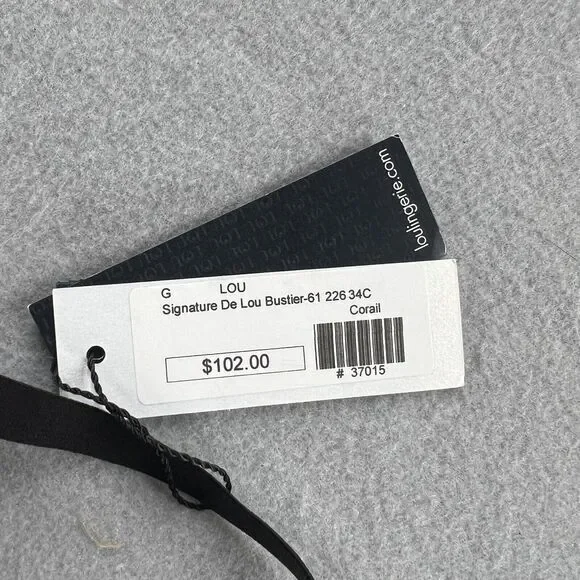 loulingerie.com
G LOU
Signature De Lou Bustier-61 226 34C
Corail
$102.00
# 37015